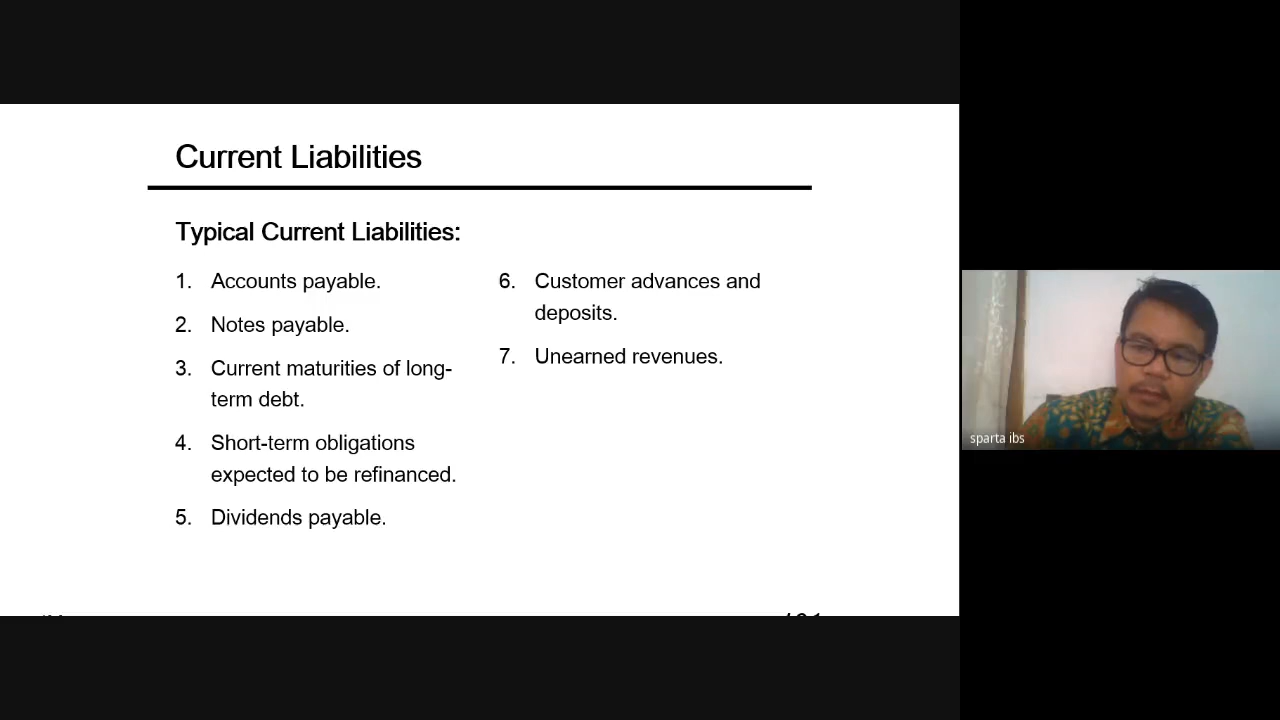 Current Liabilities
Typical Current Liabilities:
1. Accounts payable.
2. Notes payable.
3. Current maturities of long-
term debt.
4. Short-term obligations
expected to be refinanced.
5. Dividends payable.
6. Customer advances and
deposits.
7. Unearned revenues.
sparta ibs